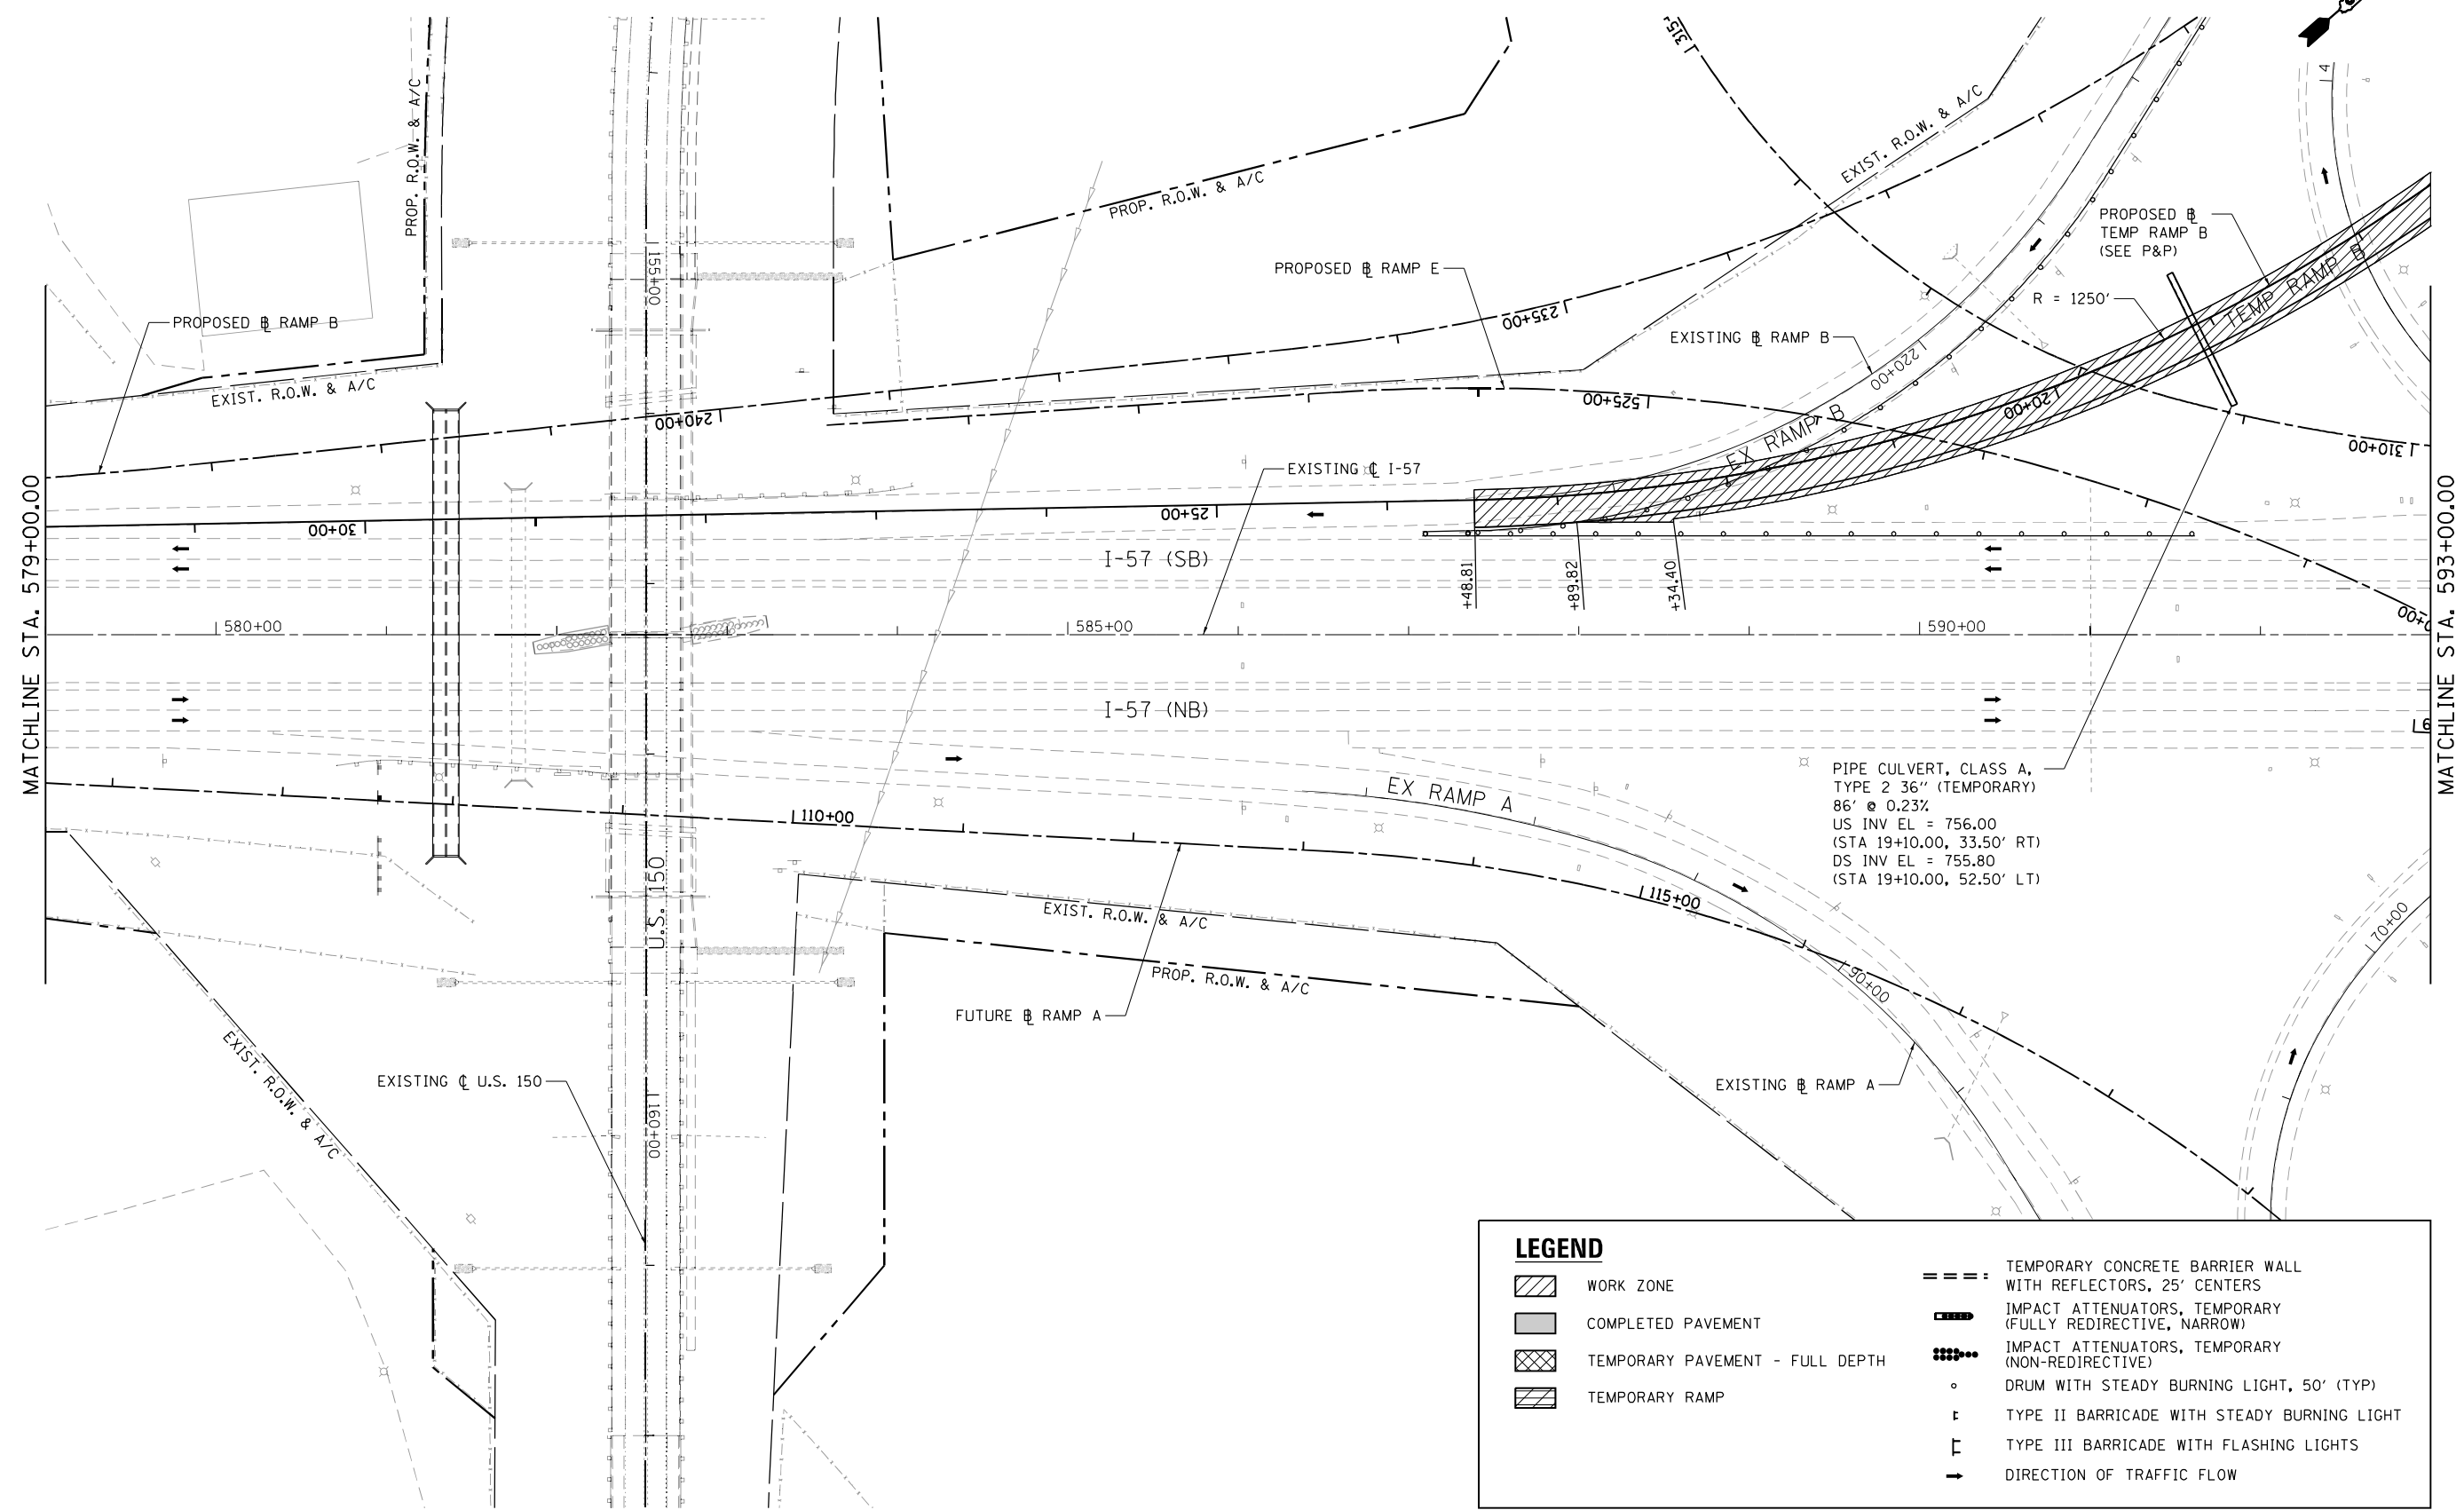 PROP. R.O.W. & A/C
155+00
PROP. R.O.W. & A/C
315+
EXIST. R.O.W. & A/C
4
PROPOSED ℄ RAMP B
EXIST. R.O.W. & A/C
PROPOSED ℄ RAMP E
235+00
EXISTING ℄ RAMP B
220+00
PROPOSED ℄
TEMP RAMP B
(SEE P&P)
R = 1250'
TEMP RAMP B
240+00
525+00
20+00
310+00
EX RAMP B
EXISTING ℄ I-57
MATCHLINE STA. 579+00.00
30+00
25+00
I-57 (SB)
+48.81
+89.82
+34.40
MATCHLINE STA. 593+00.00
00+
580+00
585+00
590+00
I-57 (NB)
6
EX RAMP A
110+00
PIPE CULVERT, CLASS A,
TYPE 2 36" (TEMPORARY)
86' @ 0.23%
US INV EL = 756.00
(STA 19+10.00, 33.50' RT)
DS INV EL = 755.80
(STA 19+10.00, 52.50' LT)
U.S. 150
115+00
EXIST. R.O.W. & A/C
PROP. R.O.W. & A/C
FUTURE ℄ RAMP A
90+00
70+00
EXIST. R.O.W. & A/C
EXISTING ℄ U.S. 150
160+00
EXISTING ℄ RAMP A
LEGEND
WORK ZONE
COMPLETED PAVEMENT
TEMPORARY PAVEMENT - FULL DEPTH
TEMPORARY RAMP
TEMPORARY CONCRETE BARRIER WALL
WITH REFLECTORS, 25' CENTERS
IMPACT ATTENUATORS, TEMPORARY
(FULLY REDIRECTIVE, NARROW)
IMPACT ATTENUATORS, TEMPORARY
(NON-REDIRECTIVE)
DRUM WITH STEADY BURNING LIGHT, 50' (TYP)
TYPE II BARRICADE WITH STEADY BURNING LIGHT
TYPE III BARRICADE WITH FLASHING LIGHTS
DIRECTION OF TRAFFIC FLOW